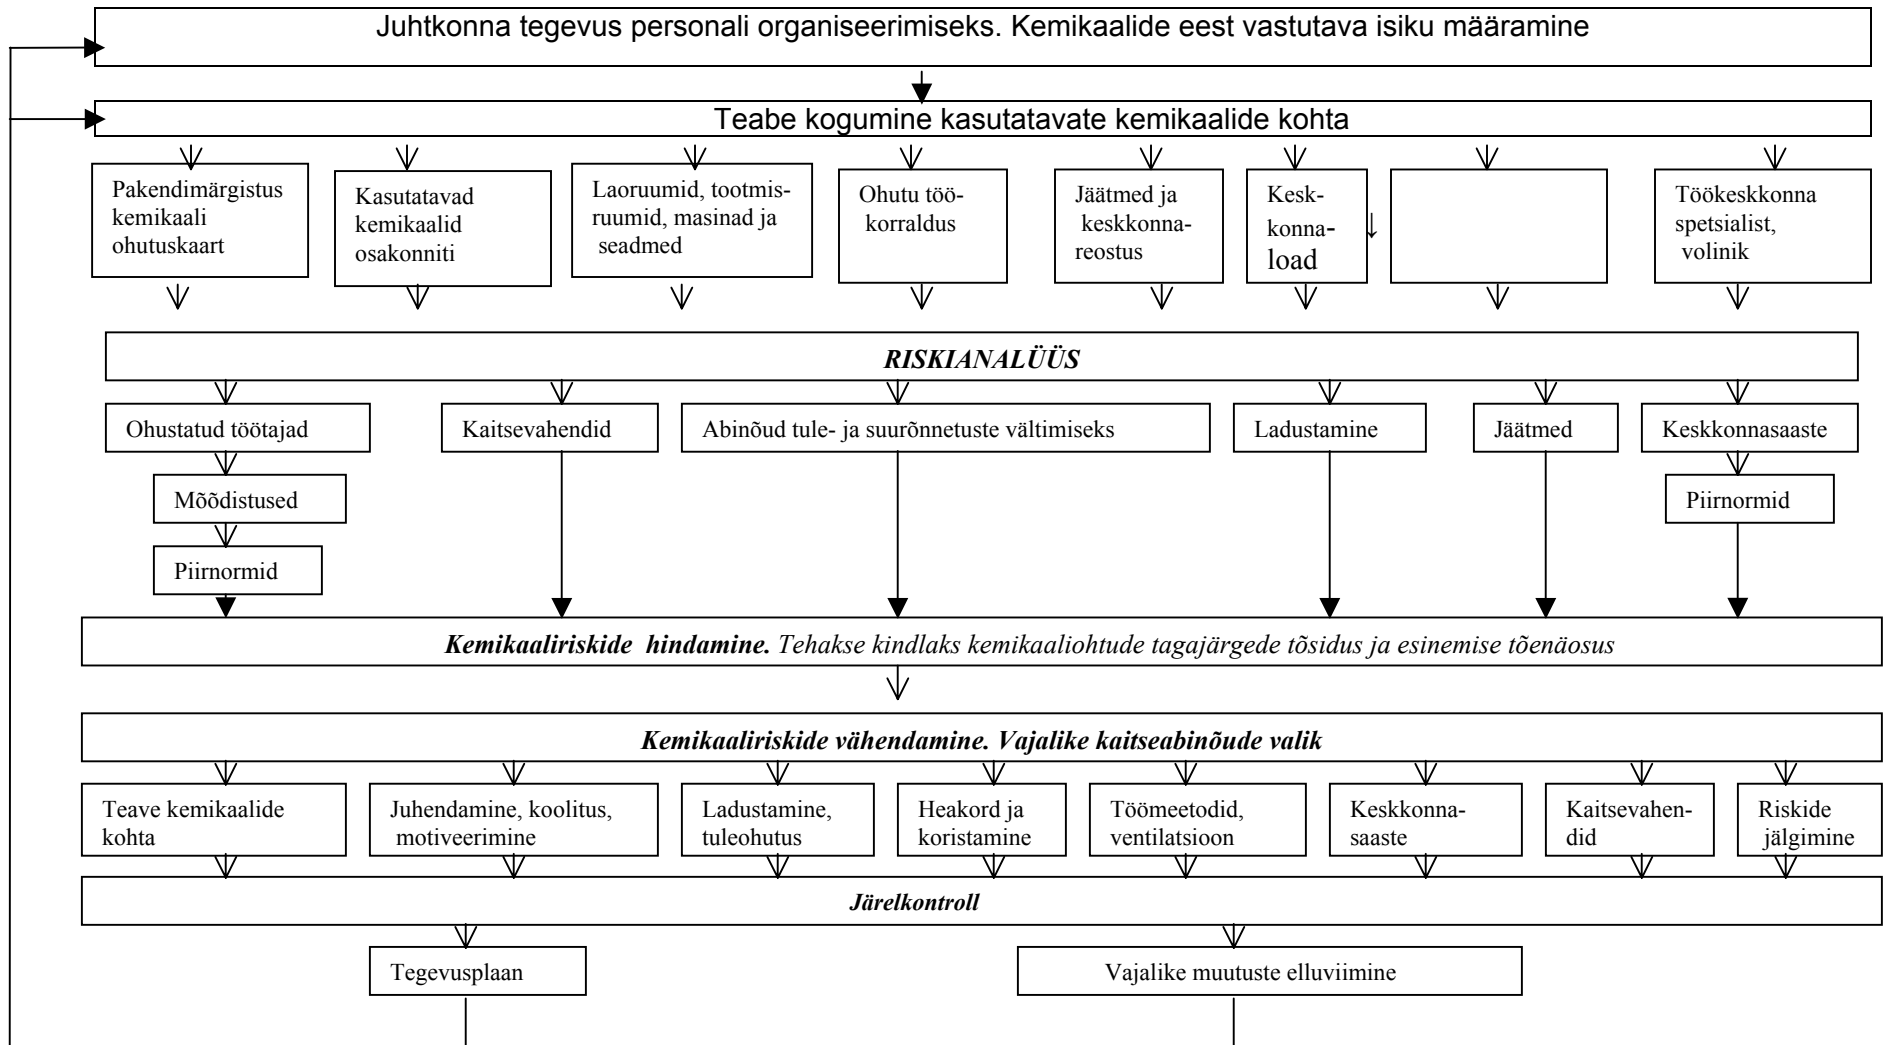 Juhtkonna tegevus personali organiseerimiseks. Kemikaalide eest vastutava isiku määramine
Teabe kogumine kasutatavate kemikaalide kohta
Pakendimärgistus
kemikaali
ohutuskaart
Kasutatavad
kemikaalid
osakonniti
Laoruumid, tootmis-
ruumid, masinad ja
seadmed
Ohutu töö-
korraldus
Jäätmed ja
keskkonna-
reostus
Kesk-
konna-
load
Töökeskkonna
spetsialist,
volinik
RISKIANALÜÜS
Ohustatud töötajad
Kaitsevahendid
Abinõud tule- ja suurõnnetuste vältimiseks
Ladustamine
Jäätmed
Keskkonnasaaste
Mõõdistused
Piirnormid
Piirnormid
Kemikaaliriskide hindamine. Tehakse kindlaks kemikaaliohtude tagajärgede tõsidus ja esinemise tõenäosus
Kemikaaliriskide vähendamine. Vajalike kaitseabinõude valik
Teave kemikaalide
kohta
Juhendamine, koolitus,
motiveerimine
Ladustamine,
tuleohutus
Heakord ja
koristamine
Töömeetodid,
ventilatsioon
Keskkonna-
saaste
Kaitsevahen-
did
Riskide
jälgimine
Järelkontroll
Tegevusplaan
Vajalike muutuste elluviimine